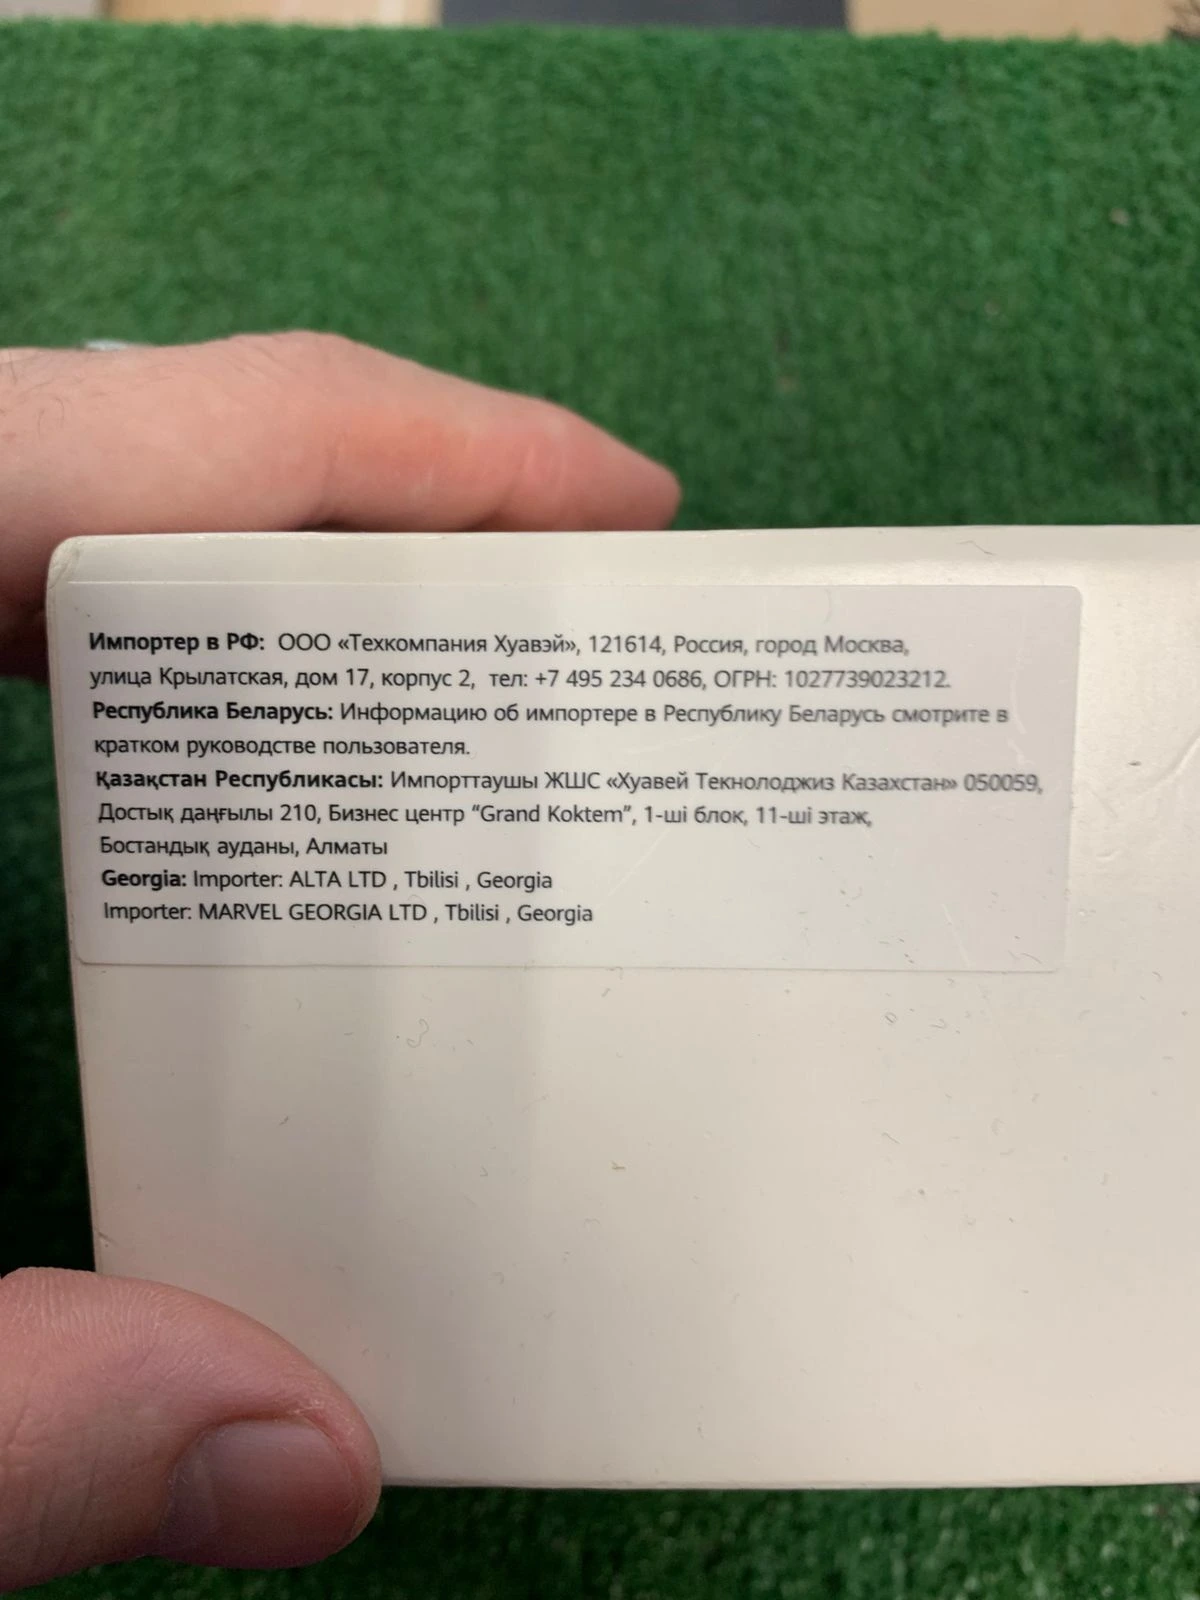 Импортер в РФ: ООО «Техкомпания Хуавэй», 121614, Россия, город Москва,
улица Крылатская, дом 17, корпус 2, тел: +7 495 234 0686, ОГРН: 1027739023212.
Республика Беларусь: Информацию об импортере в Республику Беларусь смотрите в
кратком руководстве пользователя.
Қазақстан Республикасы: Импорттаушы ЖШС «Хуавей Текнолоджиз Казахстан» 050059,
Достық даңғылы 210, Бизнес центр “Grand Koktem”, 1-ші блок, 11-ші этаж,
Бостандық ауданы, Алматы
Georgia: Importer: ALTA LTD , Tbilisi , Georgia
Importer: MARVEL GEORGIA LTD , Tbilisi , Georgia